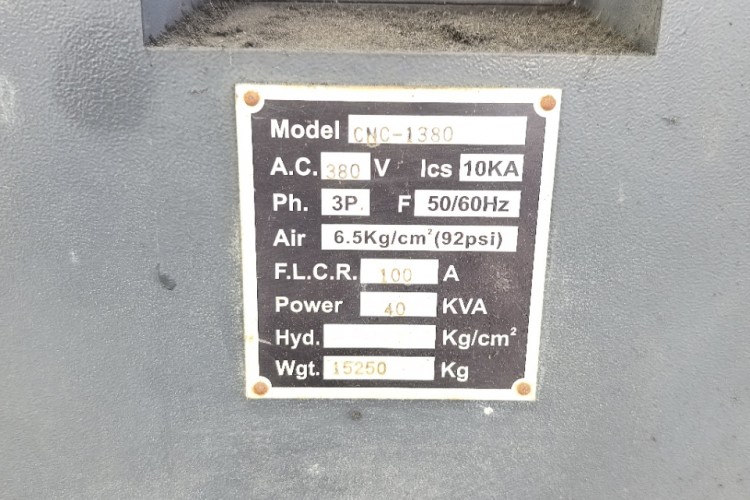 Model CNC-1380
A.C. 380 V Ics 10KA
Ph. 3P F 50/60Hz
Air 6.5Kg/cm²(92psi)
F.L.C.R. 100 A
Power 40 KVA
Hyd. Kg/cm²
Wgt. 15250 Kg